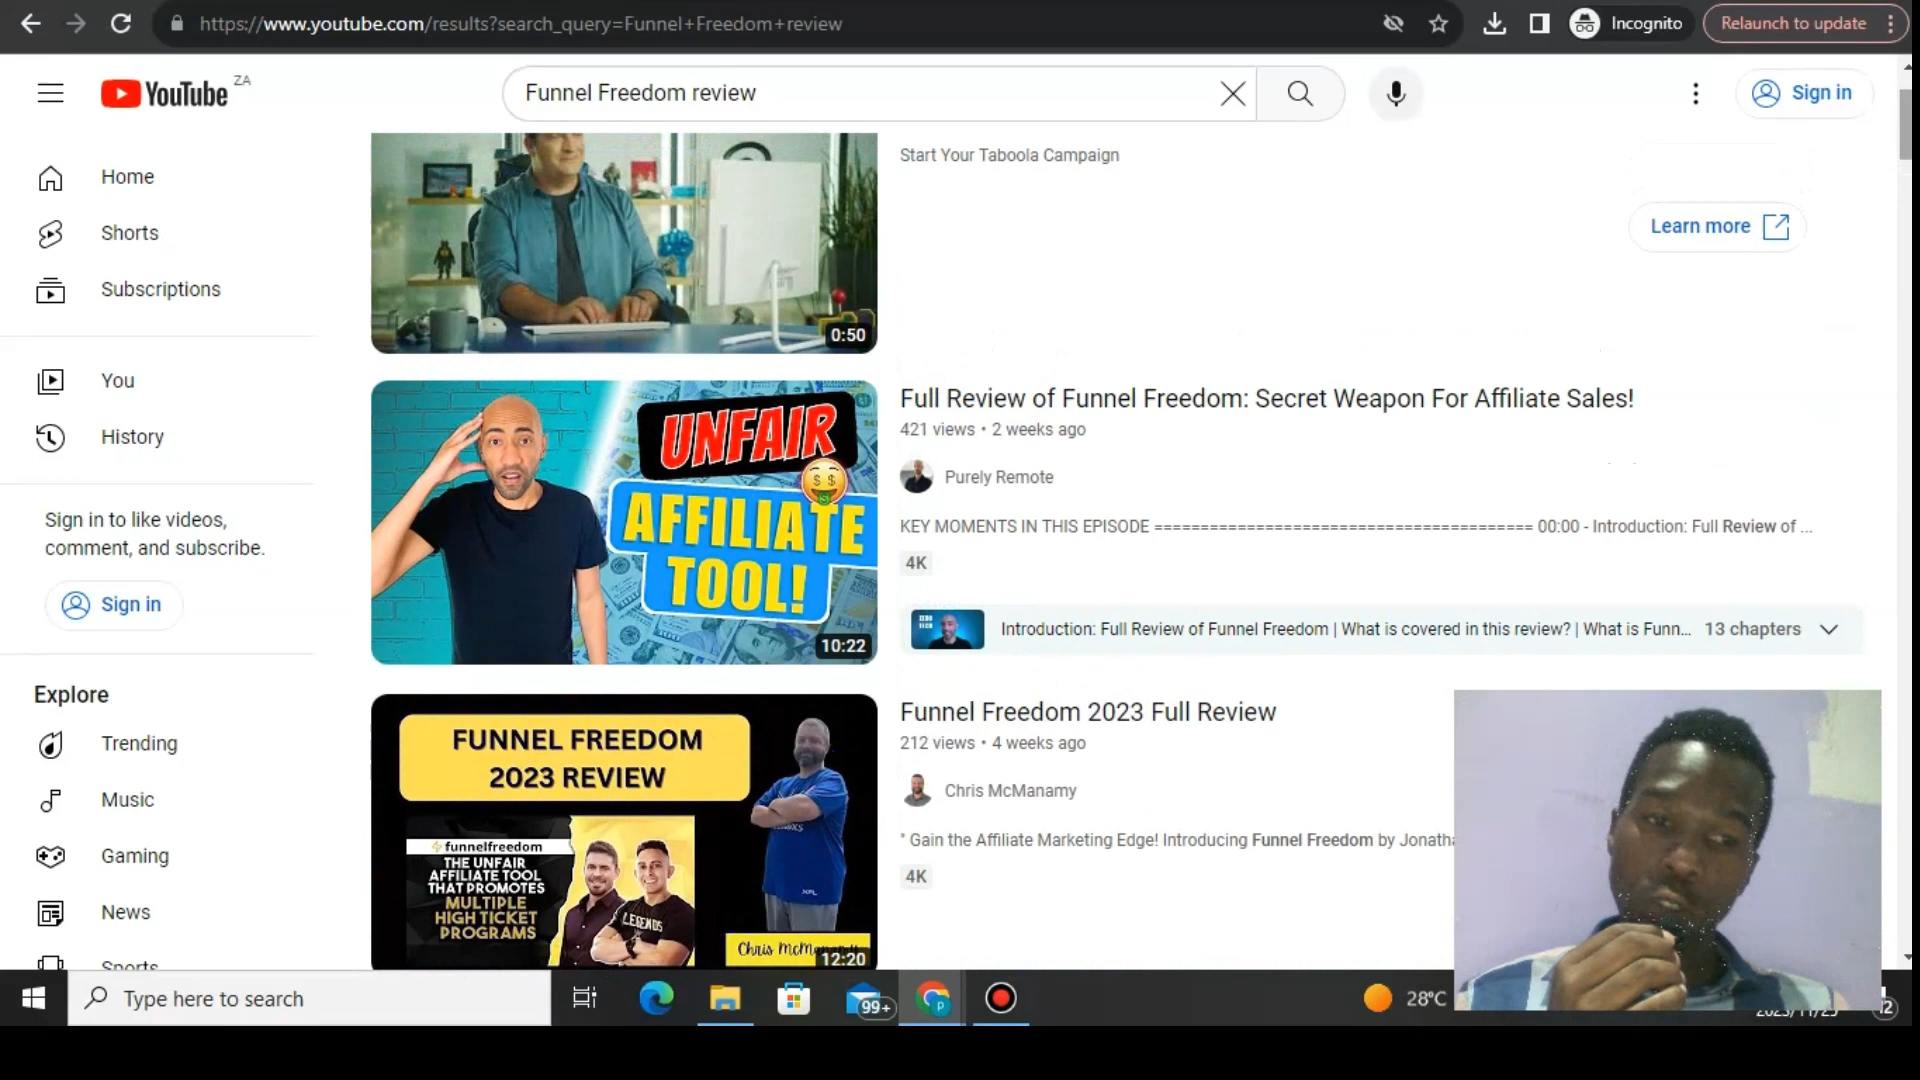 https://www.youtube.com/results?search_query=Funnel+Freedom+review
Incognito
Relaunch to update
YouTube ZA
Funnel Freedom review
Sign in
Home
Shorts
Subscriptions
You
History
Sign in to like videos,
comment, and subscribe.
Sign in
Explore
Trending
Music
Gaming
News
Sports
Start Your Taboola Campaign
Learn more
0:50
UNFAIR
AFFILIATE
TOOL!
10:22
Full Review of Funnel Freedom: Secret Weapon For Affiliate Sales!
421 views • 2 weeks ago
Purely Remote
KEY MOMENTS IN THIS EPISODE ======================================= 00:00 - Introduction: Full Review of ...
4K
Introduction: Full Review of Funnel Freedom | What is covered in this review? | What is Funn... 13 chapters
FUNNEL FREEDOM
2023 REVIEW
funnelfreedom
THE UNFAIR
AFFILIATE TOOL
THAT PROMOTES
MULTIPLE
HIGH TICKET
PROGRAMS
LEGENDS
Chris
12:20
Funnel Freedom 2023 Full Review
212 views • 4 weeks ago
Chris McManamy
" Gain the Affiliate Marketing Edge! Introducing Funnel Freedom by
4K
Type here to search
99+
28°C